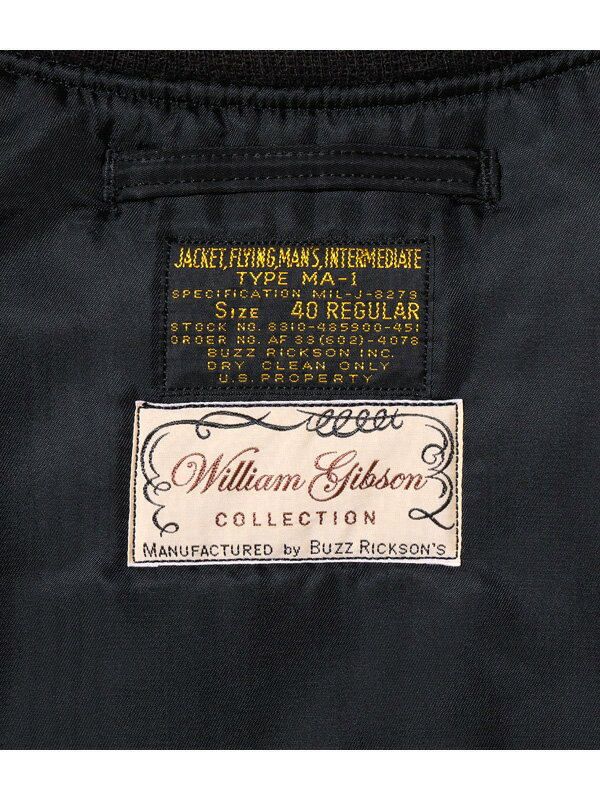 JACKET, FLYING, MAN'S, INTERMEDIATE
TYPE MA-1
SPECIFICATION MIL-J-8279
SIZE 40 REGULAR
STOCK NO. 8310-485900-451
ORDER NO. AF 33(602)-4078
BUZZ RICKSON INC.
DRY CLEAN ONLY
U.S. PROPERTY
William Gibson
COLLECTION
MANUFACTURED by BUZZ RICKSON'S